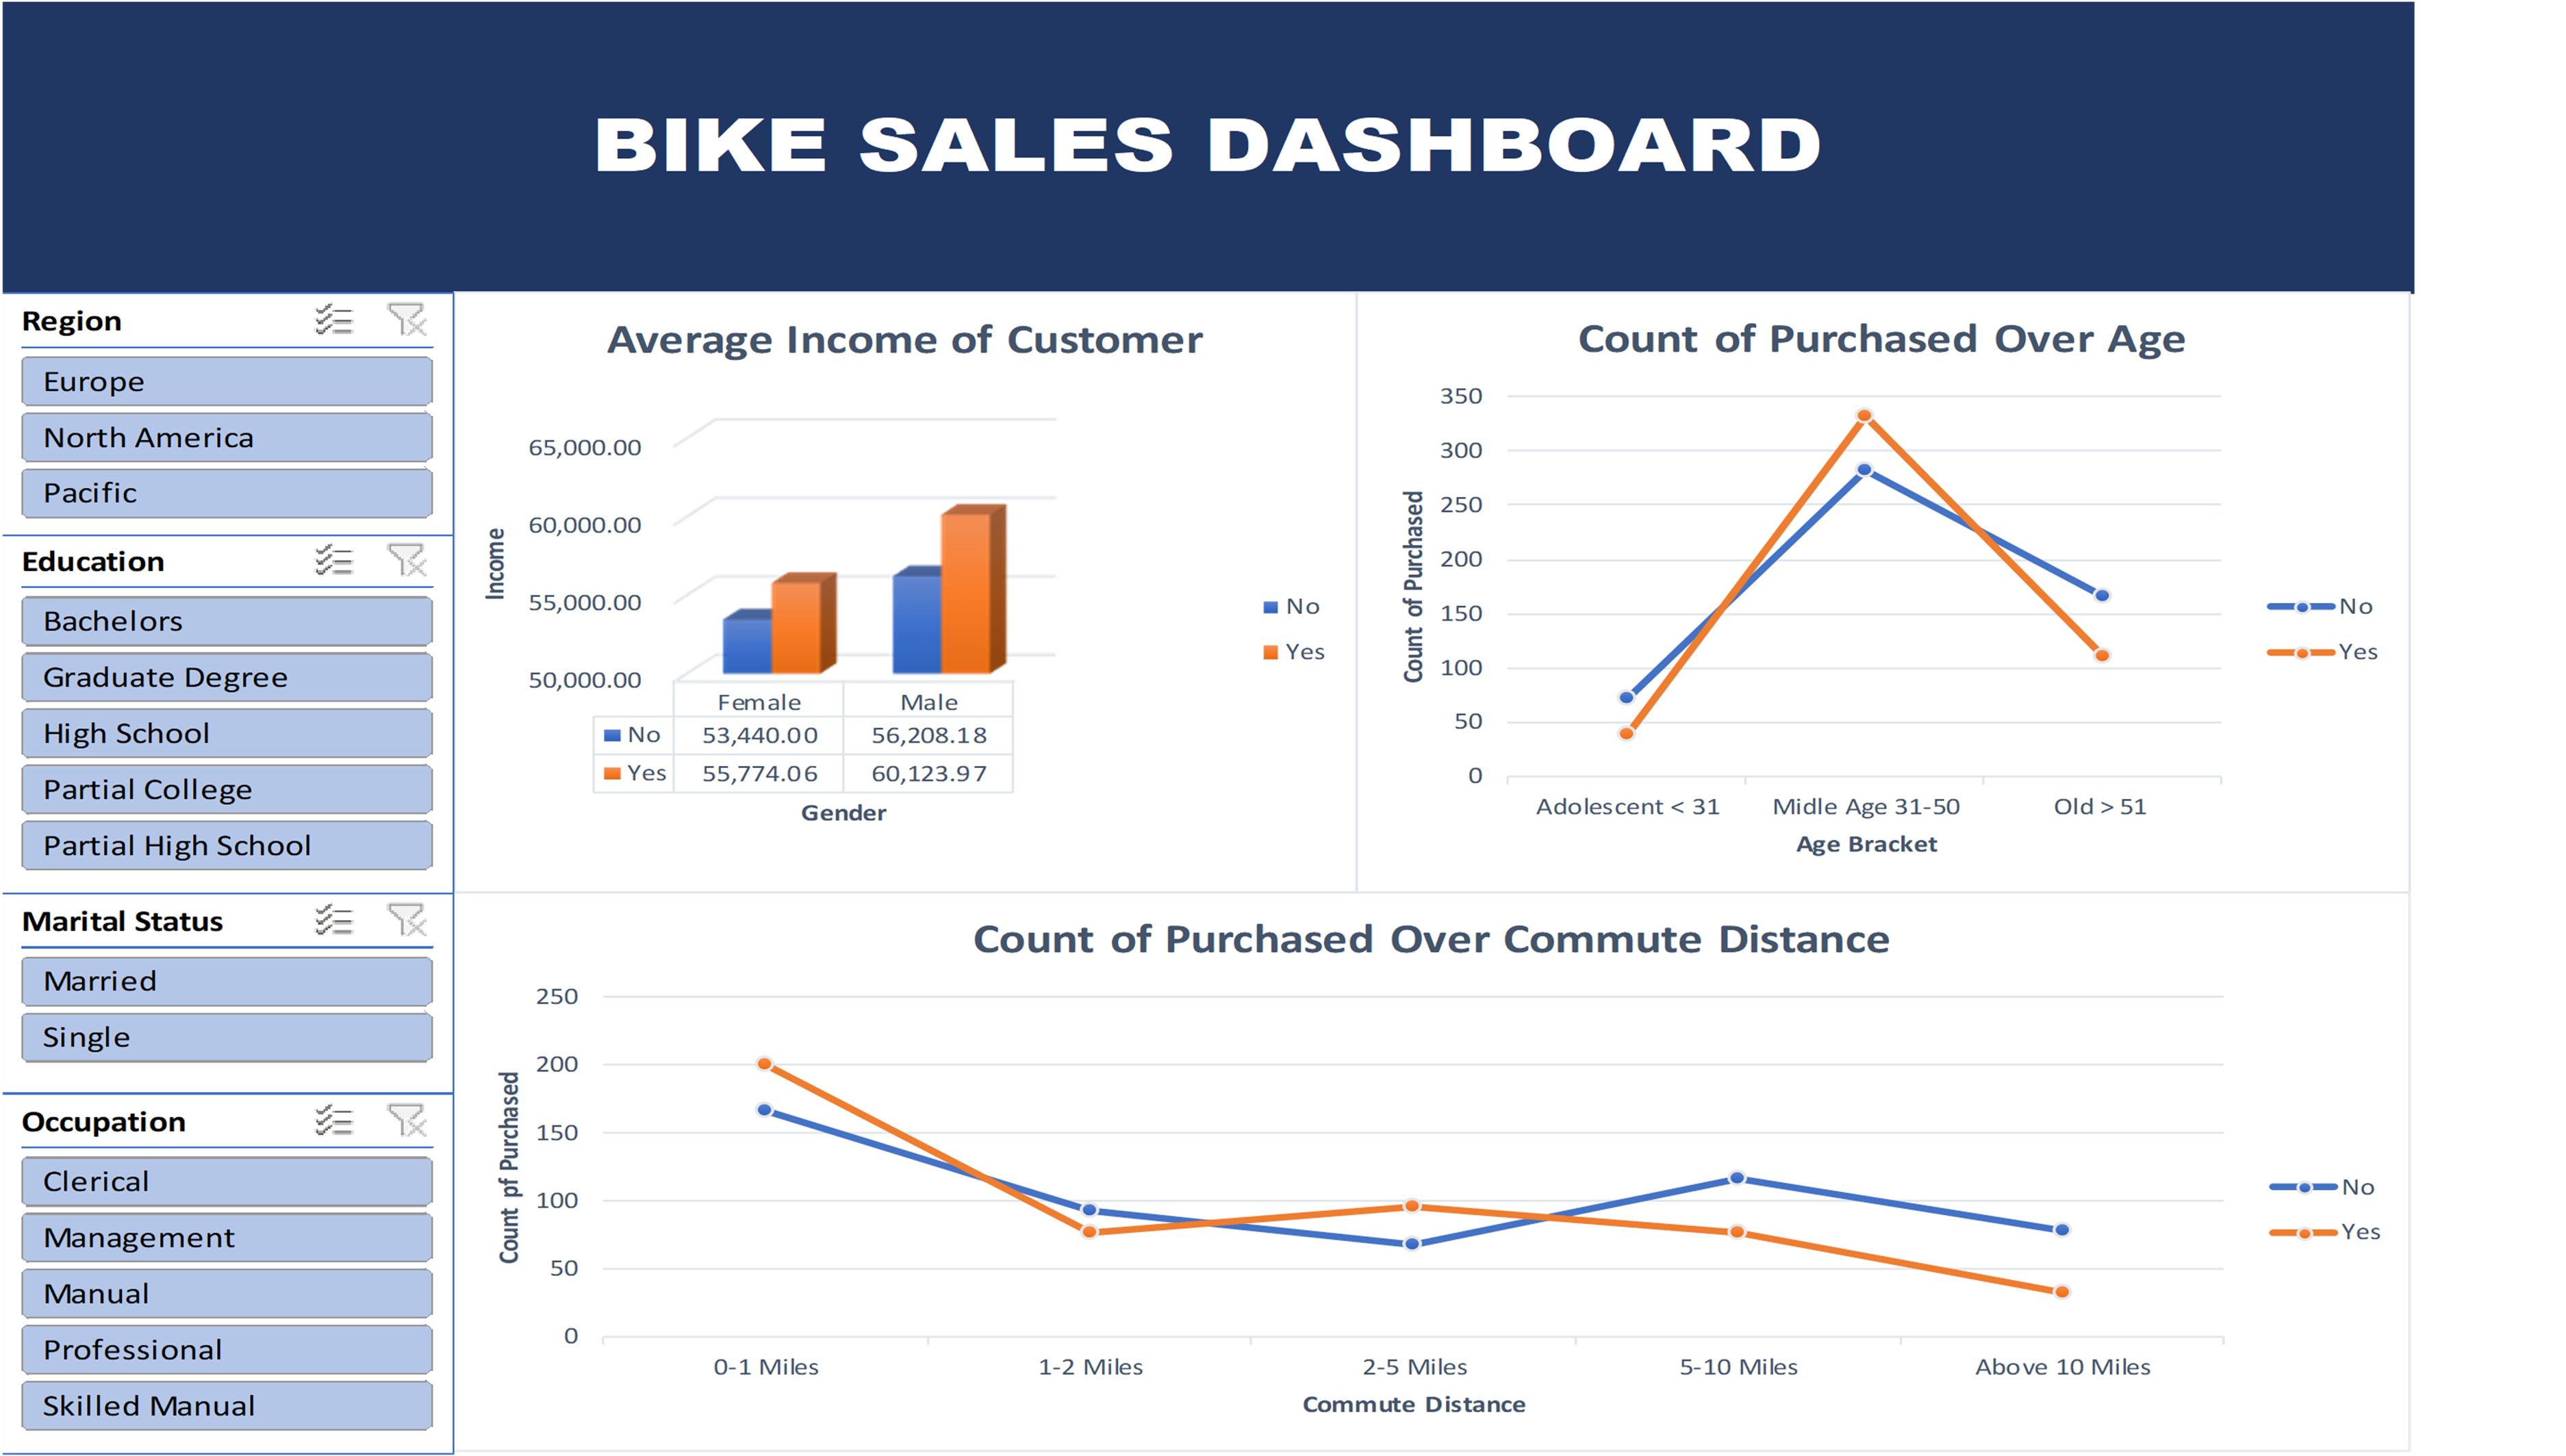 BIKE SALES DASHBOARD
Region
Europe
North America
Pacific
Education
Bachelors
Graduate Degree
High School
Partial College
Partial High School
Marital Status
Married
Single
Occupation
Clerical
Management
Manual
Professional
Skilled Manual
Average Income of Customer
Income
65,000.00
60,000.00
55,000.00
50,000.00
Female Male
No 53,440.00 56,208.18
Yes 55,774.06 60,123.97
Gender
No
Yes
Count of Purchased Over Age
Count of Purchased
350
300
250
200
150
100
50
0
Adolescent < 31 Midle Age 31-50 Old > 51
Age Bracket
No
Yes
Count of Purchased Over Commute Distance
Count pf Purchased
250
200
150
100
50
0
0-1 Miles 1-2 Miles 2-5 Miles 5-10 Miles Above 10 Miles
Commute Distance
No
Yes